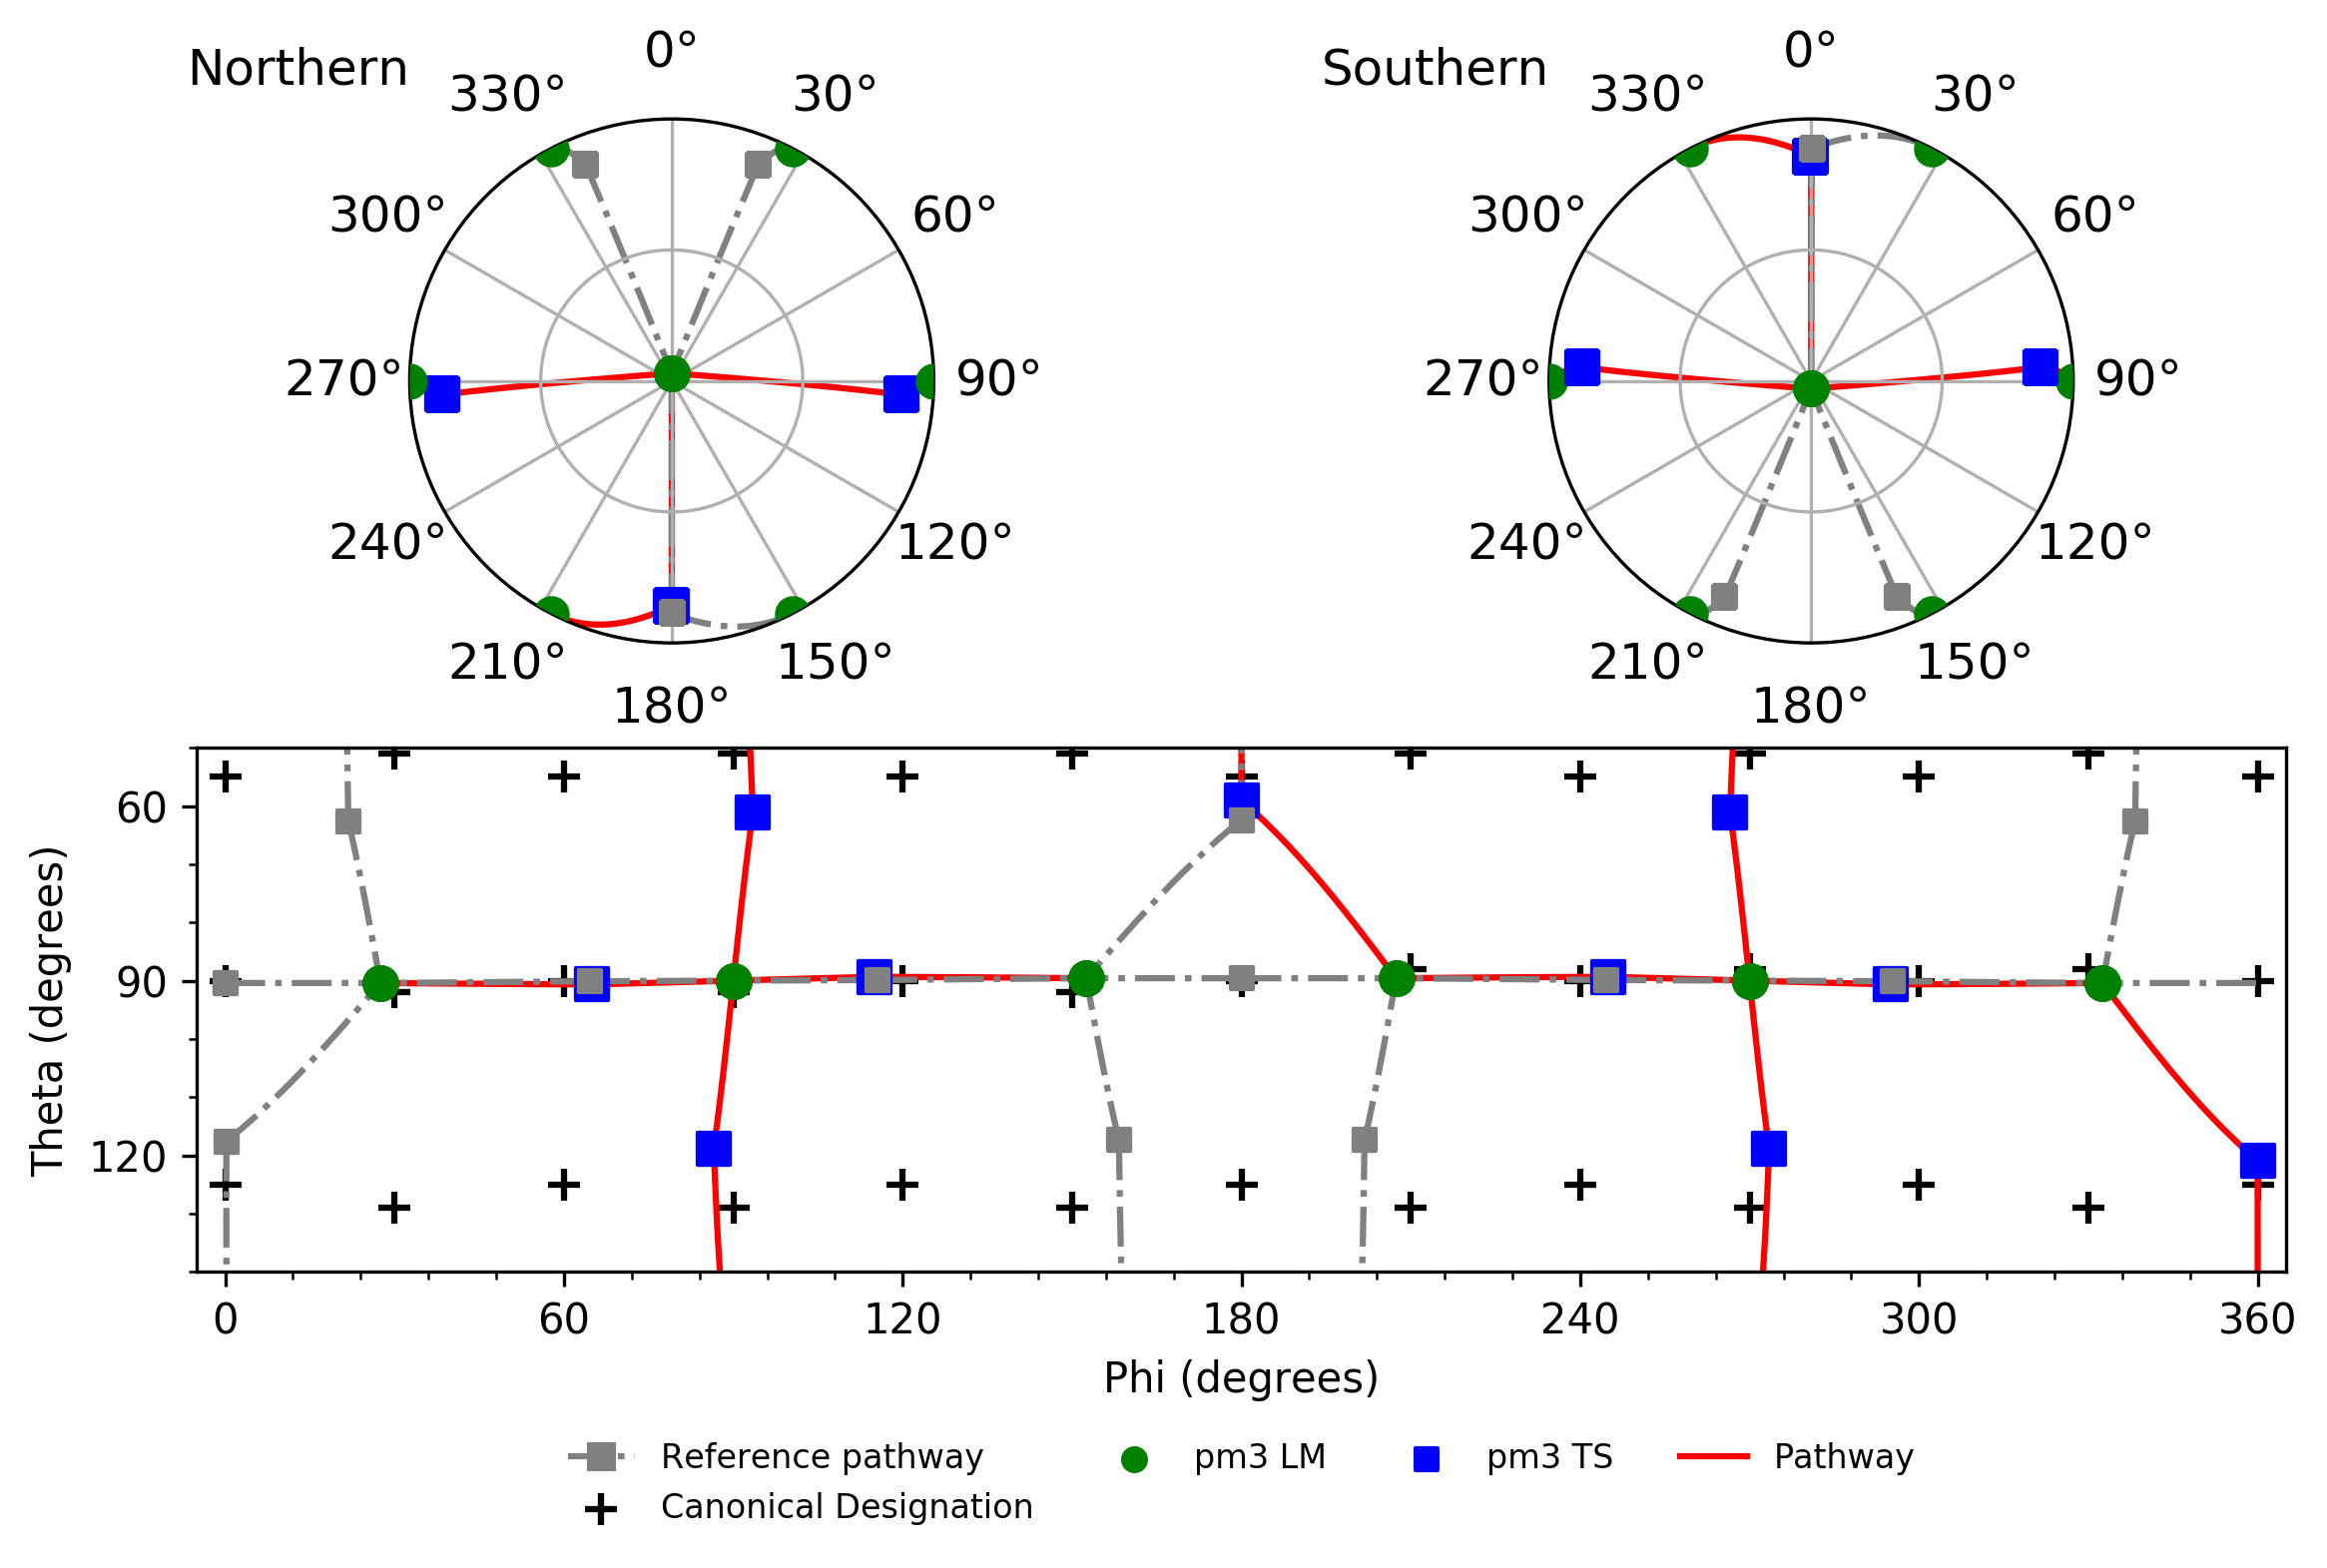 Northern
0°
30°
60°
90°
120°
150°
180°
210°
240°
270°
300°
330°
Southern
0°
30°
60°
90°
120°
150°
180°
210°
240°
270°
300°
330°
Theta (degrees)
60
90
120
0 60 120 180 240 300 360
Phi (degrees)
Reference pathway
Canonical Designation
pm3 LM
pm3 TS
Pathway